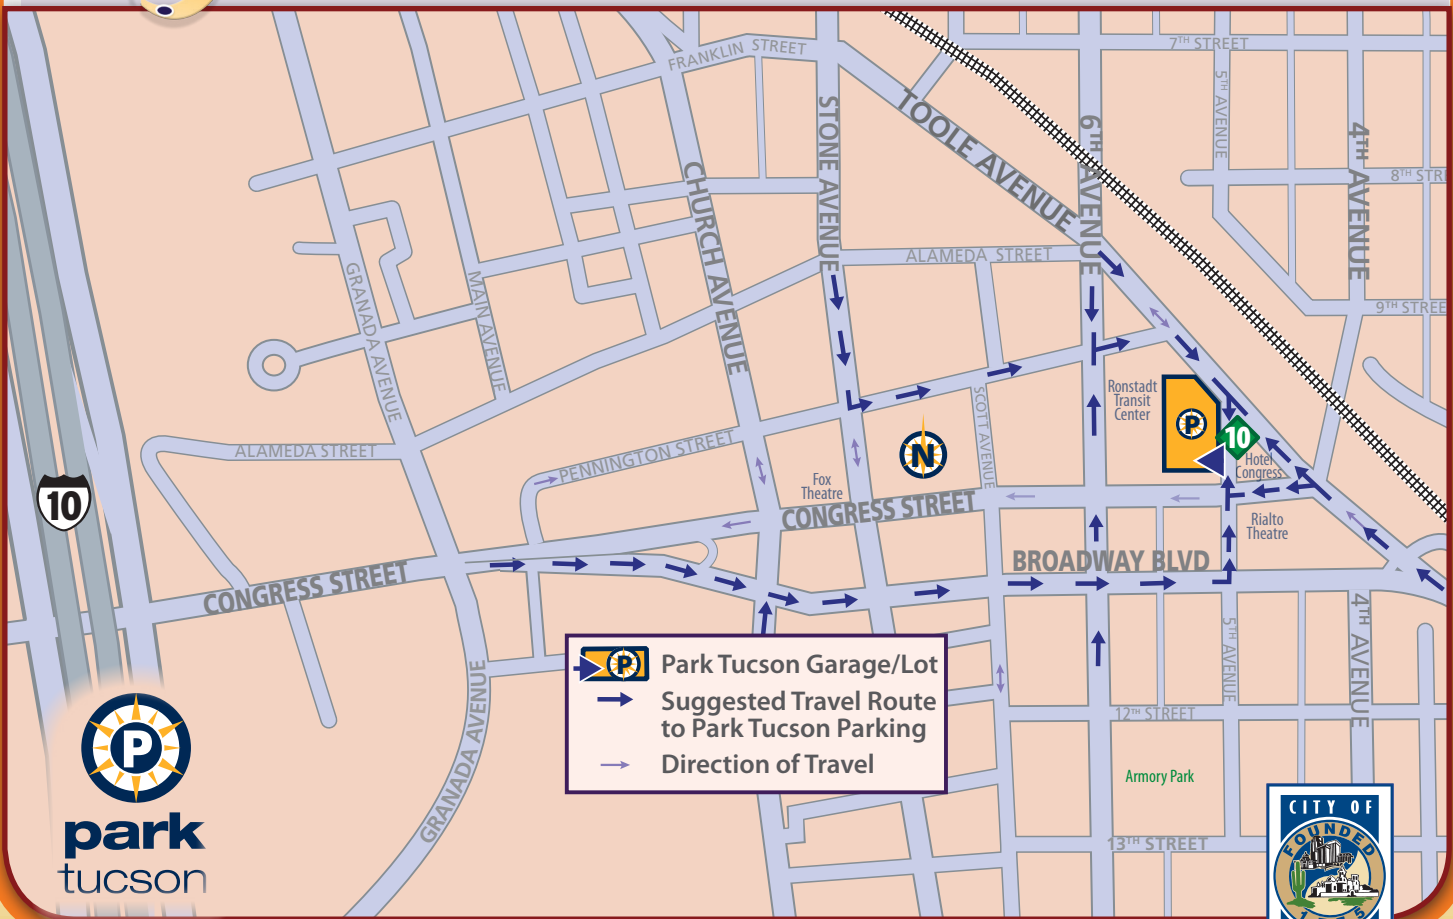 FRANKLIN STREET
7TH STREET
5TH AVENUE
STONE AVENUE
TOOLE AVENUE
6TH AVENUE
4TH AVENUE
8TH STRE
CHURCH AVENUE
ALAMEDA STREET
GRANADA AVENUE
MAIN AVENUE
9TH STREE
Ronstadt
Transit
Center
P
SCOTT AVENUE
10
N
ALAMEDA STREET
PENNINGTON STREET
Hotel
Congress
Fox
Theatre
10
CONGRESS STREET
Rialto
Theatre
BROADWAY BLVD
CONGRESS STREET
4TH AVENUE
5TH AVENUE
P
Park Tucson Garage/Lot
Suggested Travel Route
to Park Tucson Parking
Direction of Travel
GRANADA AVENUE
12TH STREET
P
Armory Park
park
tucson
13TH STREET
CITY OF
FOUNDED